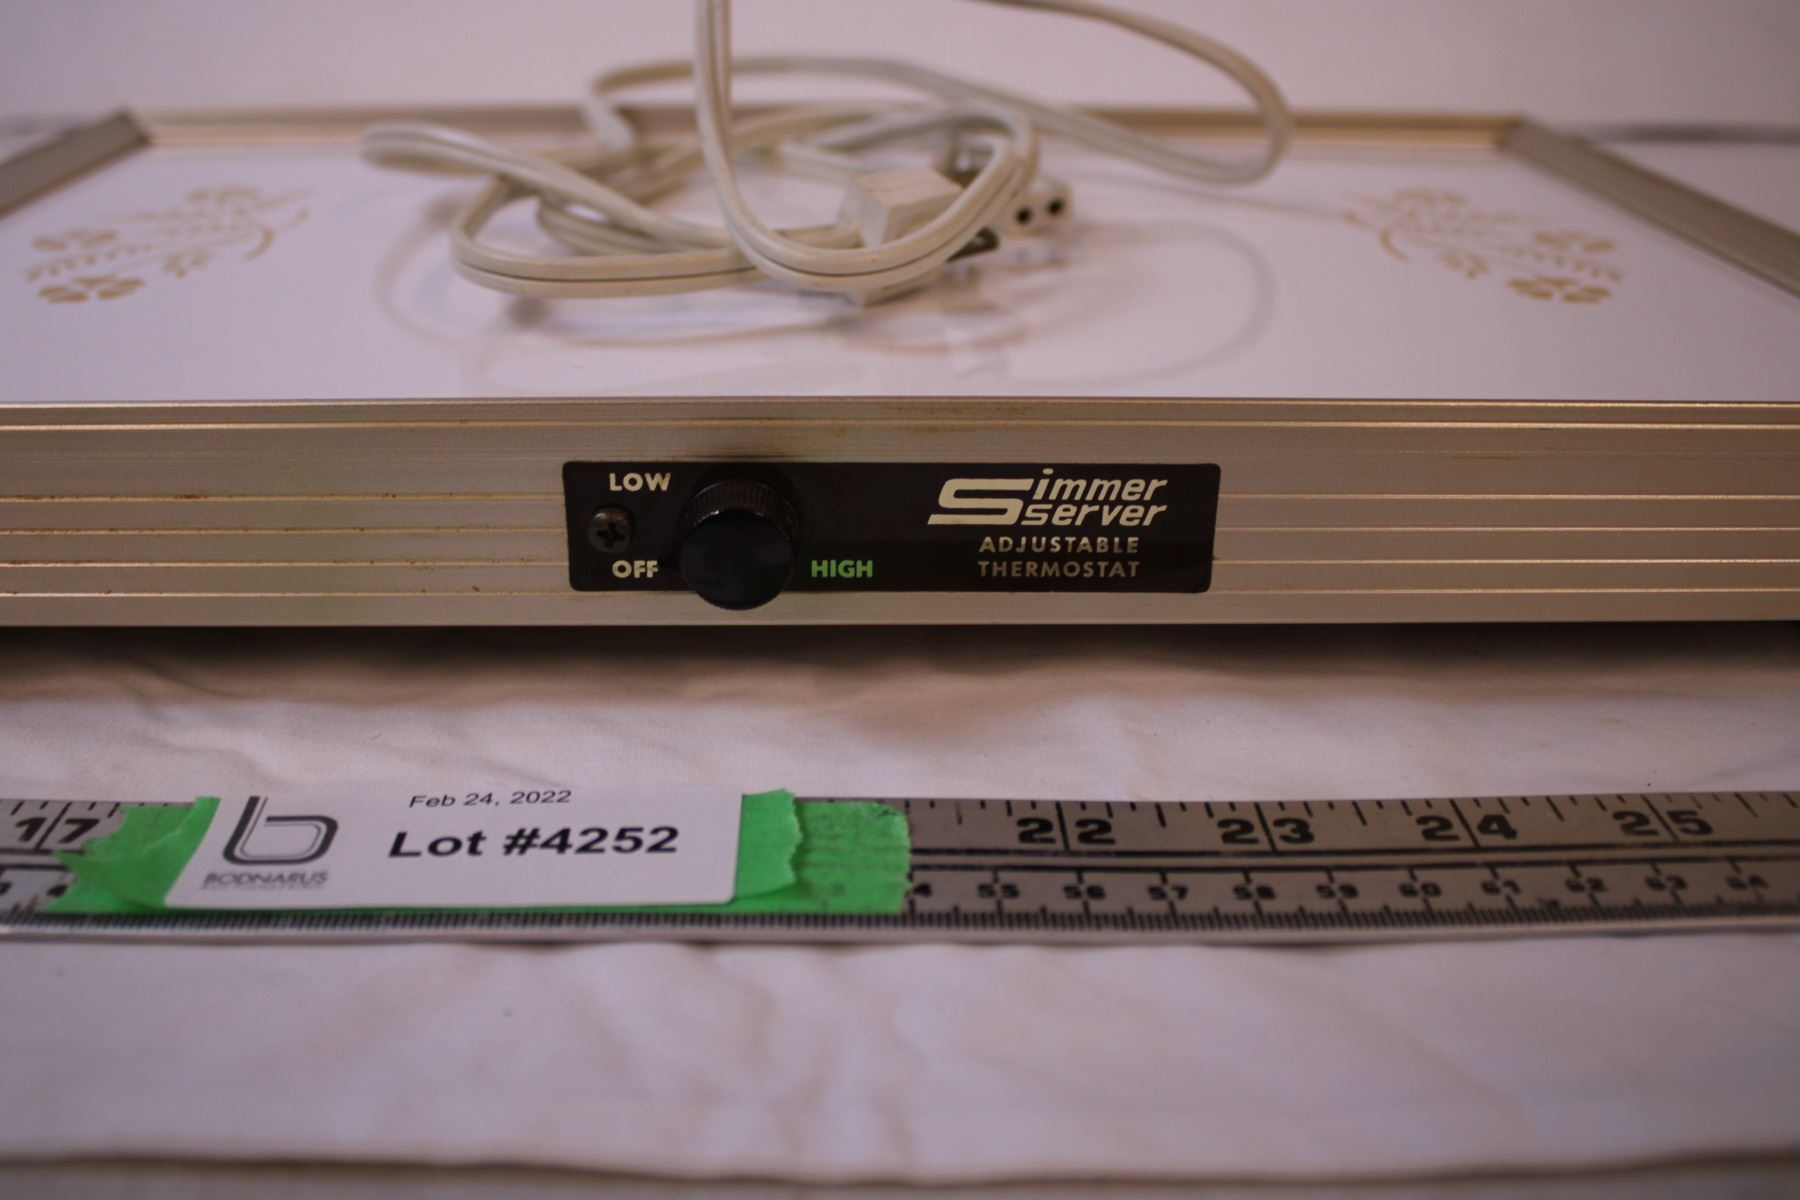 LOW
OFF
HIGH
Simmer
server
ADJUSTABLE
THERMOSTAT
Feb 24, 2022
Lot #4252
BODNARUS
17 22 23 24 25
4 55 56 57 58 59 60 61 62 63 64